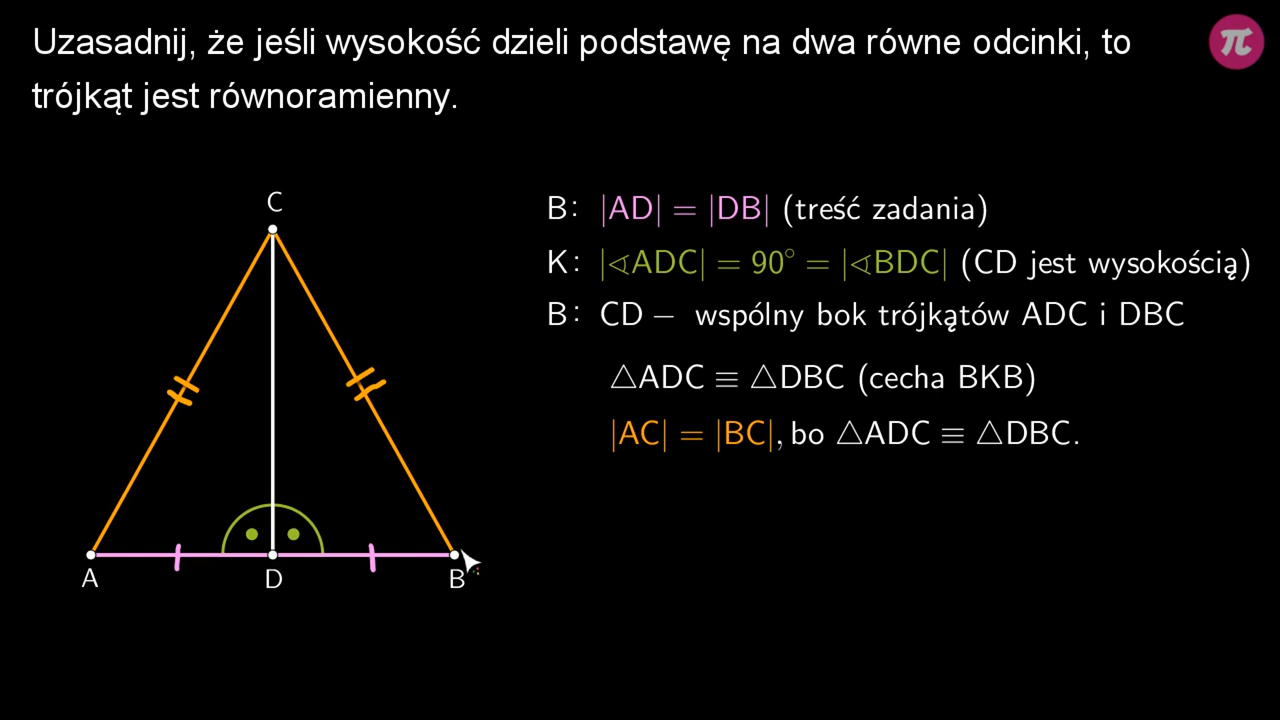 Uzasadnij, że jeśli wysokość dzieli podstawę na dwa równe odcinki, to
trójkąt jest równoramienny.
π
C
B: |AD| = |DB| (treść zadania)
K: |∢ADC| = 90° = |∢BDC| (CD jest wysokością)
B: CD – wspólny bok trójkątów ADC i DBC
△ADC ≡ △DBC (cecha BKB)
|AC| = |BC|, bo △ADC ≡ △DBC.
A D B